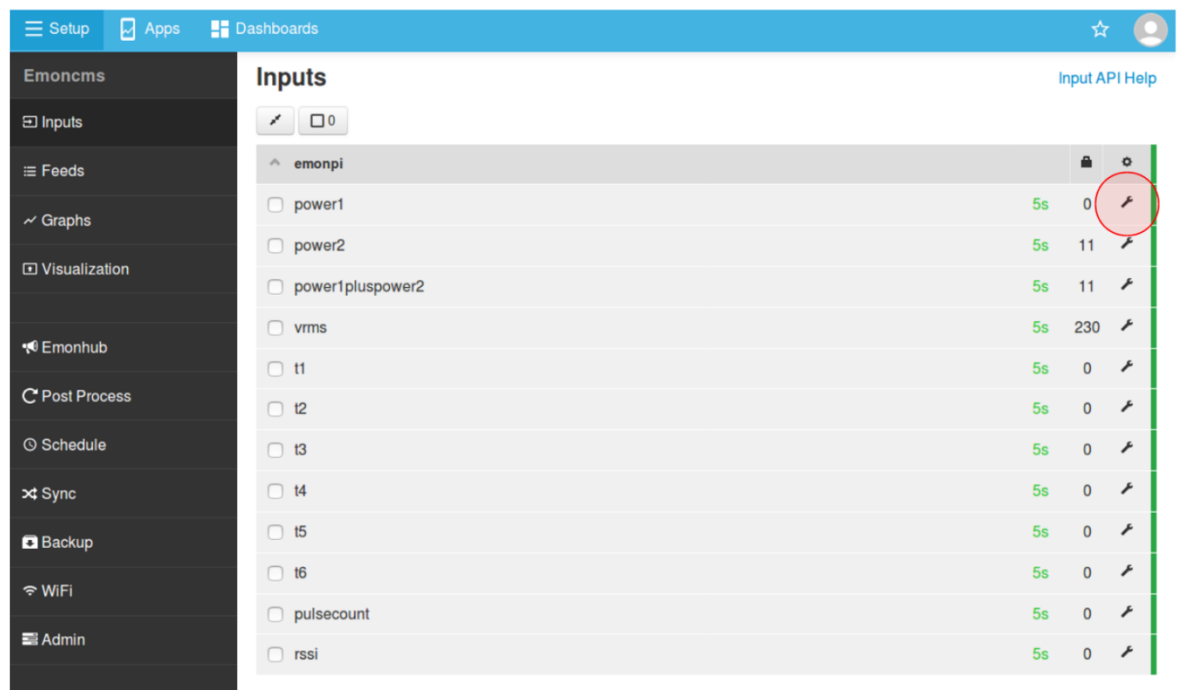 Setup Apps Dashboards
Emoncms
Inputs
Feeds
Graphs
Visualization
Emonhub
Post Process
Schedule
Sync
Backup
WiFi
Admin
Inputs Input API Help
0
emonpi
power1 5s 0
power2 5s 11
power1pluspower2 5s 11
vrms 5s 230
t1 5s 0
t2 5s 0
t3 5s 0
t4 5s 0
t5 5s 0
t6 5s 0
pulsecount 5s 0
rssi 5s 0